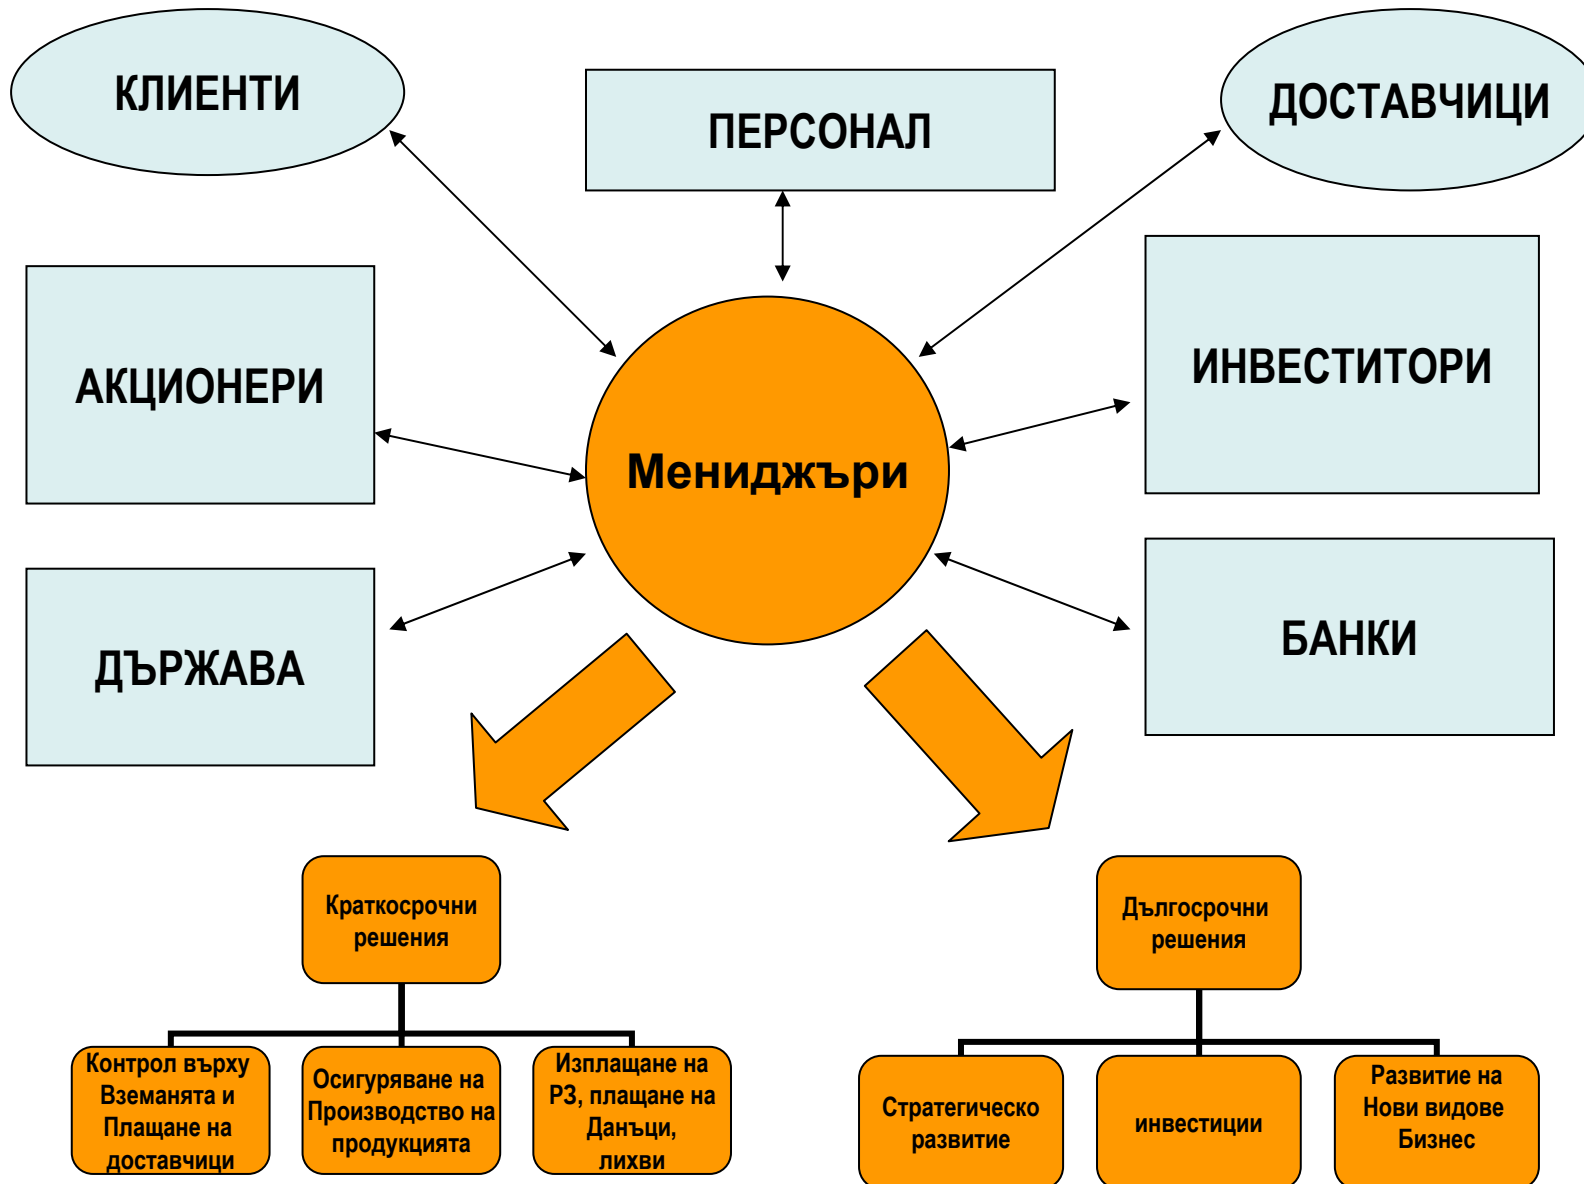 КЛИЕНТИ
ПЕРСОНАЛ
ДОСТАВЧИЦИ
АКЦИОНЕРИ
Мениджъри
ИНВЕСТИТОРИ
ДЪРЖАВА
БАНКИ
Краткосрочни
решения
Контрол върху
Вземанята и
Плащане на
доставчици
Осигуряване на
Производство на
продукцията
Изплащане на
РЗ, плащане на
Данъци,
лихви
Дългосрочни
решения
Стратегическо
развитие
инвестиции
Развитие на
Нови видове
Бизнес